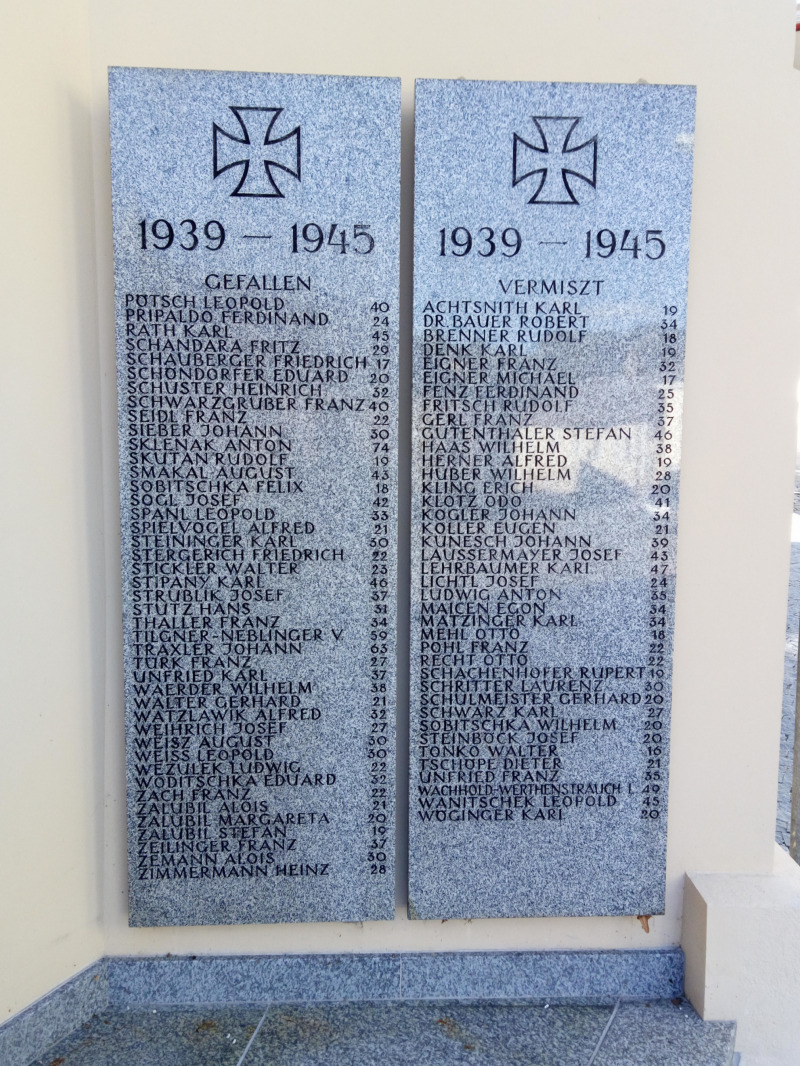 1939 — 1945
GEFALLEN
PÖTSCH LEOPOLD 40
PRIPALDO FERDINAND 24
RATH KARL 45
SCHANDARA FRITZ 29
SCHAUBERGER FRIEDRICH 17
SCHÖNDORFER EDUARD 20
SCHUSTER HEINRICH 32
SCHWARZGRUBER FRANZ 40
SEIDL FRANZ 22
SIEBER JOHANN 30
SKLENAK ANTON 74
SKUTAN RUDOLF 19
SMAKAL AUGUST 43
SOBITSCHKA FELIX 18
SOGL JOSEF 42
SPANL LEOPOLD 33
SPIELVOGEL ALFRED 21
STEININGER KARL 30
STERGERICH FRIEDRICH 22
STICKLER WALTER 23
STIPANY KARL 46
STRUBLIK JOSEF 37
STÜTZ HANS 31
THALLER FRANZ 34
TILGNER-NEBLINGER V. 59
TRAXLER JOHANN 63
TÜRK FRANZ 27
UNFRIED KARL 37
WAERDER WILHELM 38
WALTER GERHARD 21
WATZLAWIK ALFRED 32
WEIHRICH JOSEF 27
WEISZ AUGUST 30
WEISS LEOPOLD 30
WEZULEK LUDWIG 22
WODITSCHKA EDUARD 32
ZACH FRANZ 22
ZALUBIL ALOIS 21
ZALUBIL MARGARETA 20
ZALUBIL STEFAN 19
ZEILINGER FRANZ 37
ZEMANN ALOIS 30
ZIMMERMANN HEINZ 28
1939 — 1945
VERMISZT
ACHTSNITH KARL 19
DR. BAUER ROBERT 34
BRENNER RUDOLF 18
DENK KARL 19
EIGNER FRANZ 32
EIGNER MICHAEL 17
FENZ FERDINAND 25
FRITSCH RUDOLF 35
GERL FRANZ 37
GUTENTHALER STEFAN 46
HAAS WILHELM 38
HERNER ALFRED 19
HUBER WILHELM 28
KLING ERICH 20
KLOTZ ODO 41
KOGLER JOHANN 34
KOLLER EUGEN 21
KUNESCH JOHANN 39
LAUSSERMAYER JOSEF 43
LEHRBAUMER KARL 47
LICHTL JOSEF 24
LUDWIG ANTON 35
MAICEN EGON 34
MATZINGER KARL 34
MEHL OTTO 18
POHL FRANZ 22
RECHT OTTO 22
SCHACHENHOFER RUPERT 19
SCHRITTER LAURENZ 30
SCHULMEISTER GERHARD 20
SCHWARZ KARL 27
SOBITSCHKA WILHELM 20
STEINBÖCK JOSEF 20
TONKO WALTER 16
TSCHÖPE DIETER 21
UNFRIED FRANZ 35
WACHHOLD-WERTHENSTRAUCH L. 49
WANITSCHEK LEOPOLD 45
WÖGINGER KARL 20